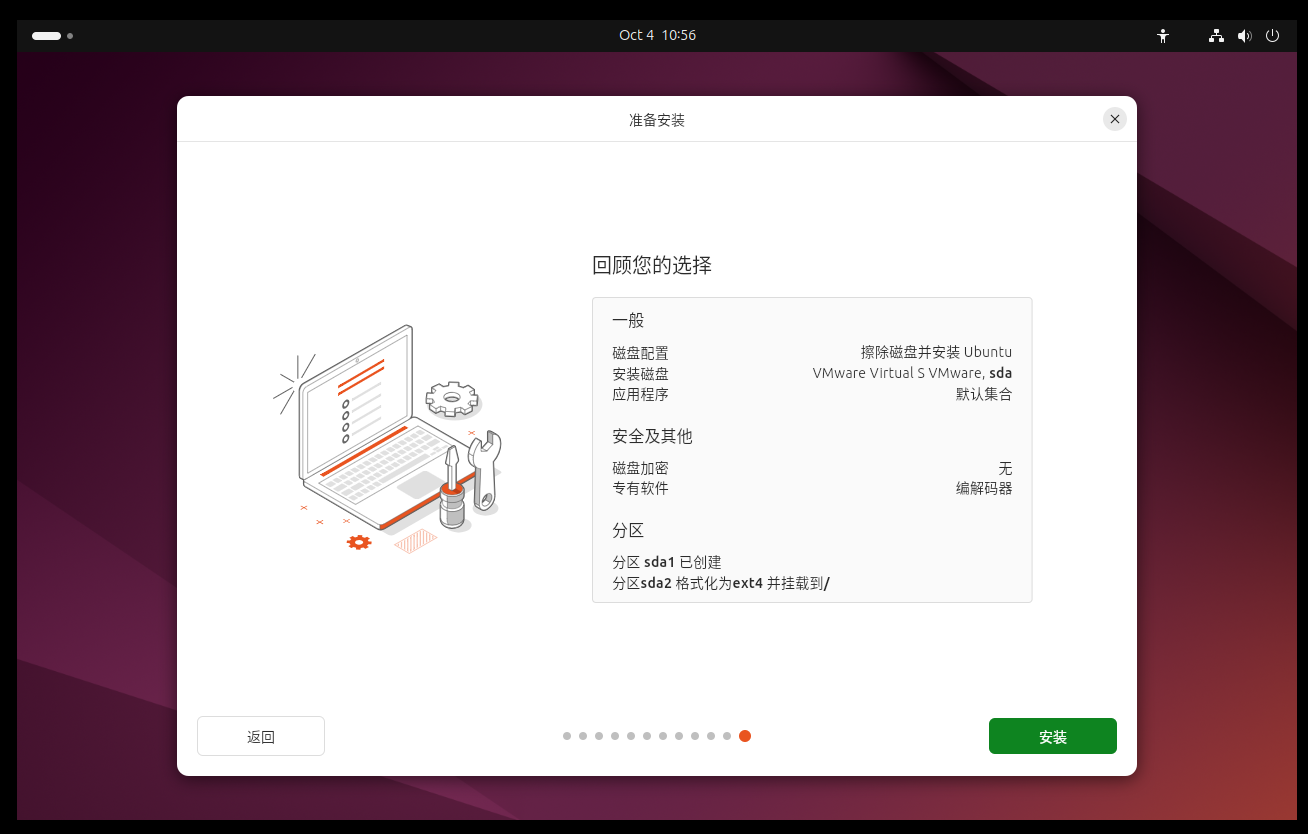 Oct 4 10:56
准备安装
回顾您的选择
一般
磁盘配置 擦除磁盘并安装 Ubuntu
安装磁盘 VMware Virtual S VMware, sda
应用程序 默认集合
安全及其他
磁盘加密 无
专有软件 编解码器
分区
分区 sda1 已创建
分区sda2 格式化为ext4 并挂载到/
返回
安装